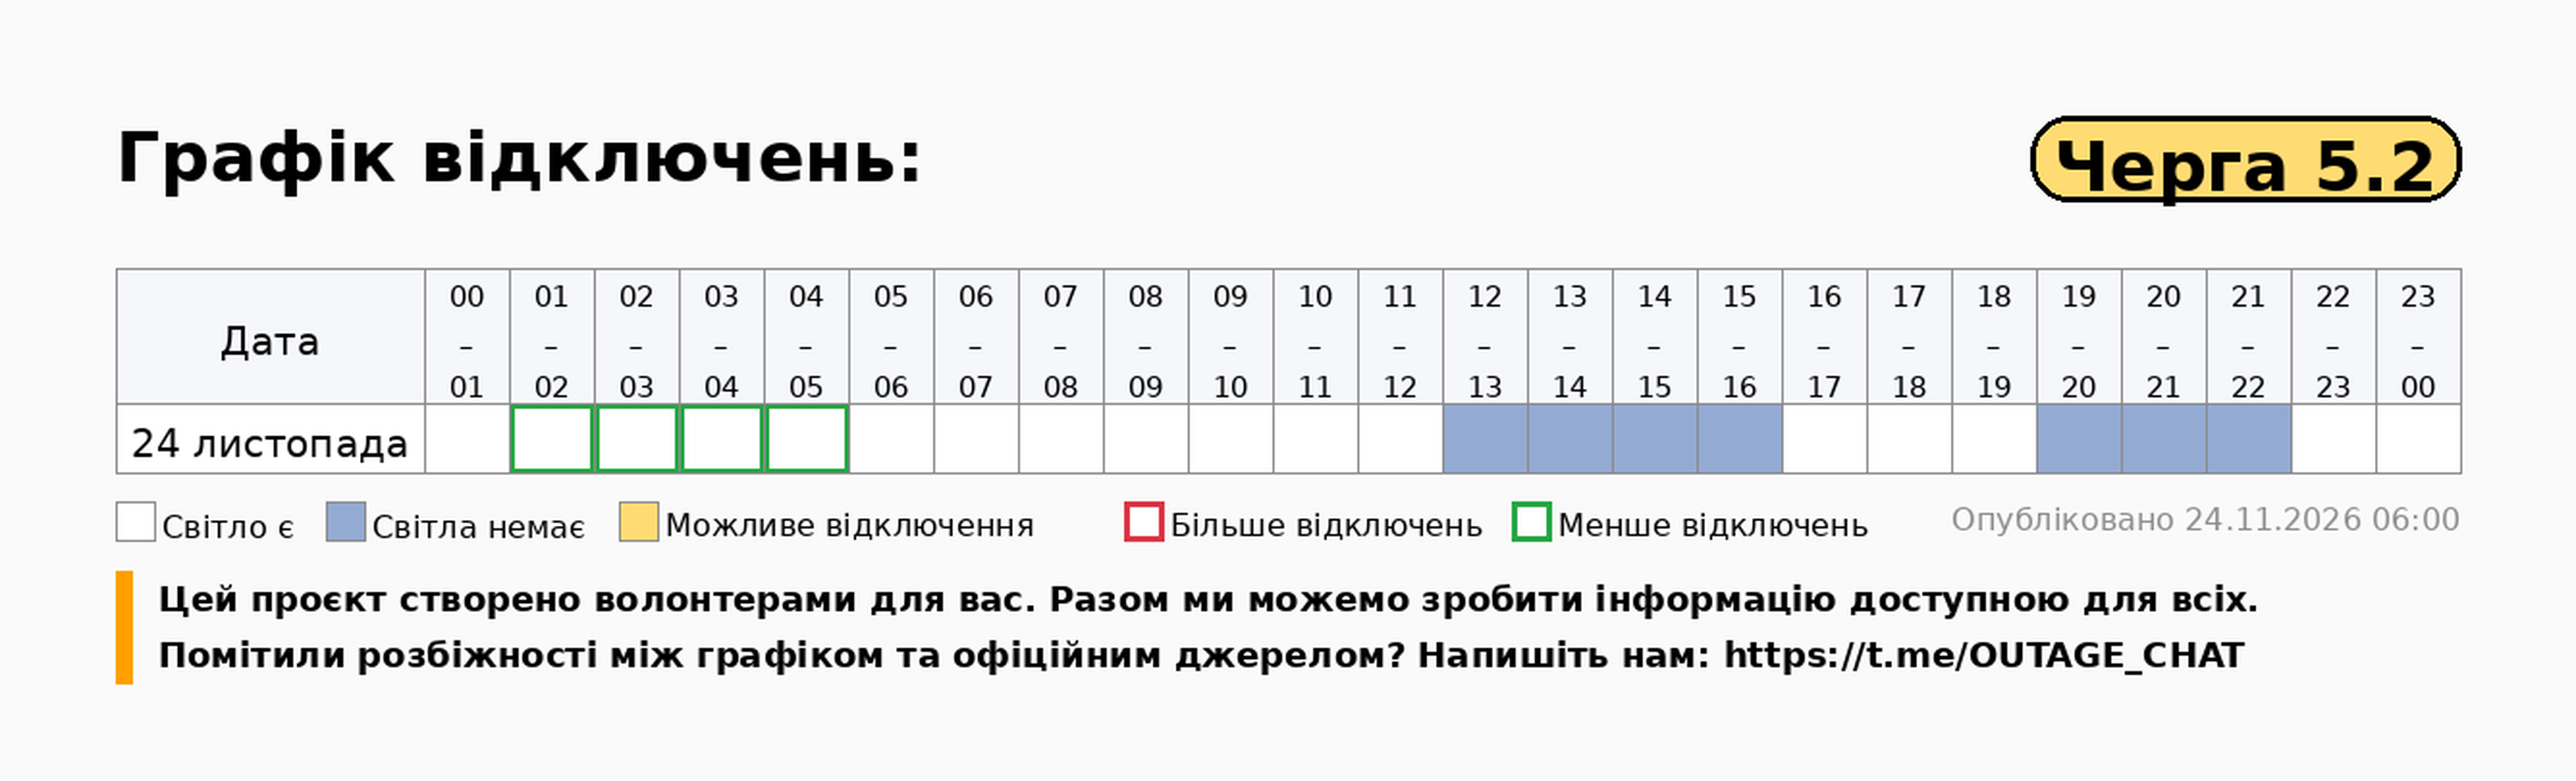 Графік відключень:
Черга 5.2
Дата
00 – 01
01 – 02
02 – 03
03 – 04
04 – 05
05 – 06
06 – 07
07 – 08
08 – 09
09 – 10
10 – 11
11 – 12
12 – 13
13 – 14
14 – 15
15 – 16
16 – 17
17 – 18
18 – 19
19 – 20
20 – 21
21 – 22
22 – 23
23 – 00
24 листопада
Світло є
Світла немає
Можливе відключення
Більше відключень
Менше відключень
Опубліковано 24.11.2026 06:00
Цей проєкт створено волонтерами для вас. Разом ми можемо зробити інформацію доступною для всіх.
Помітили розбіжності між графіком та офіційним джерелом? Напишіть нам: https://t.me/OUTAGE_CHAT